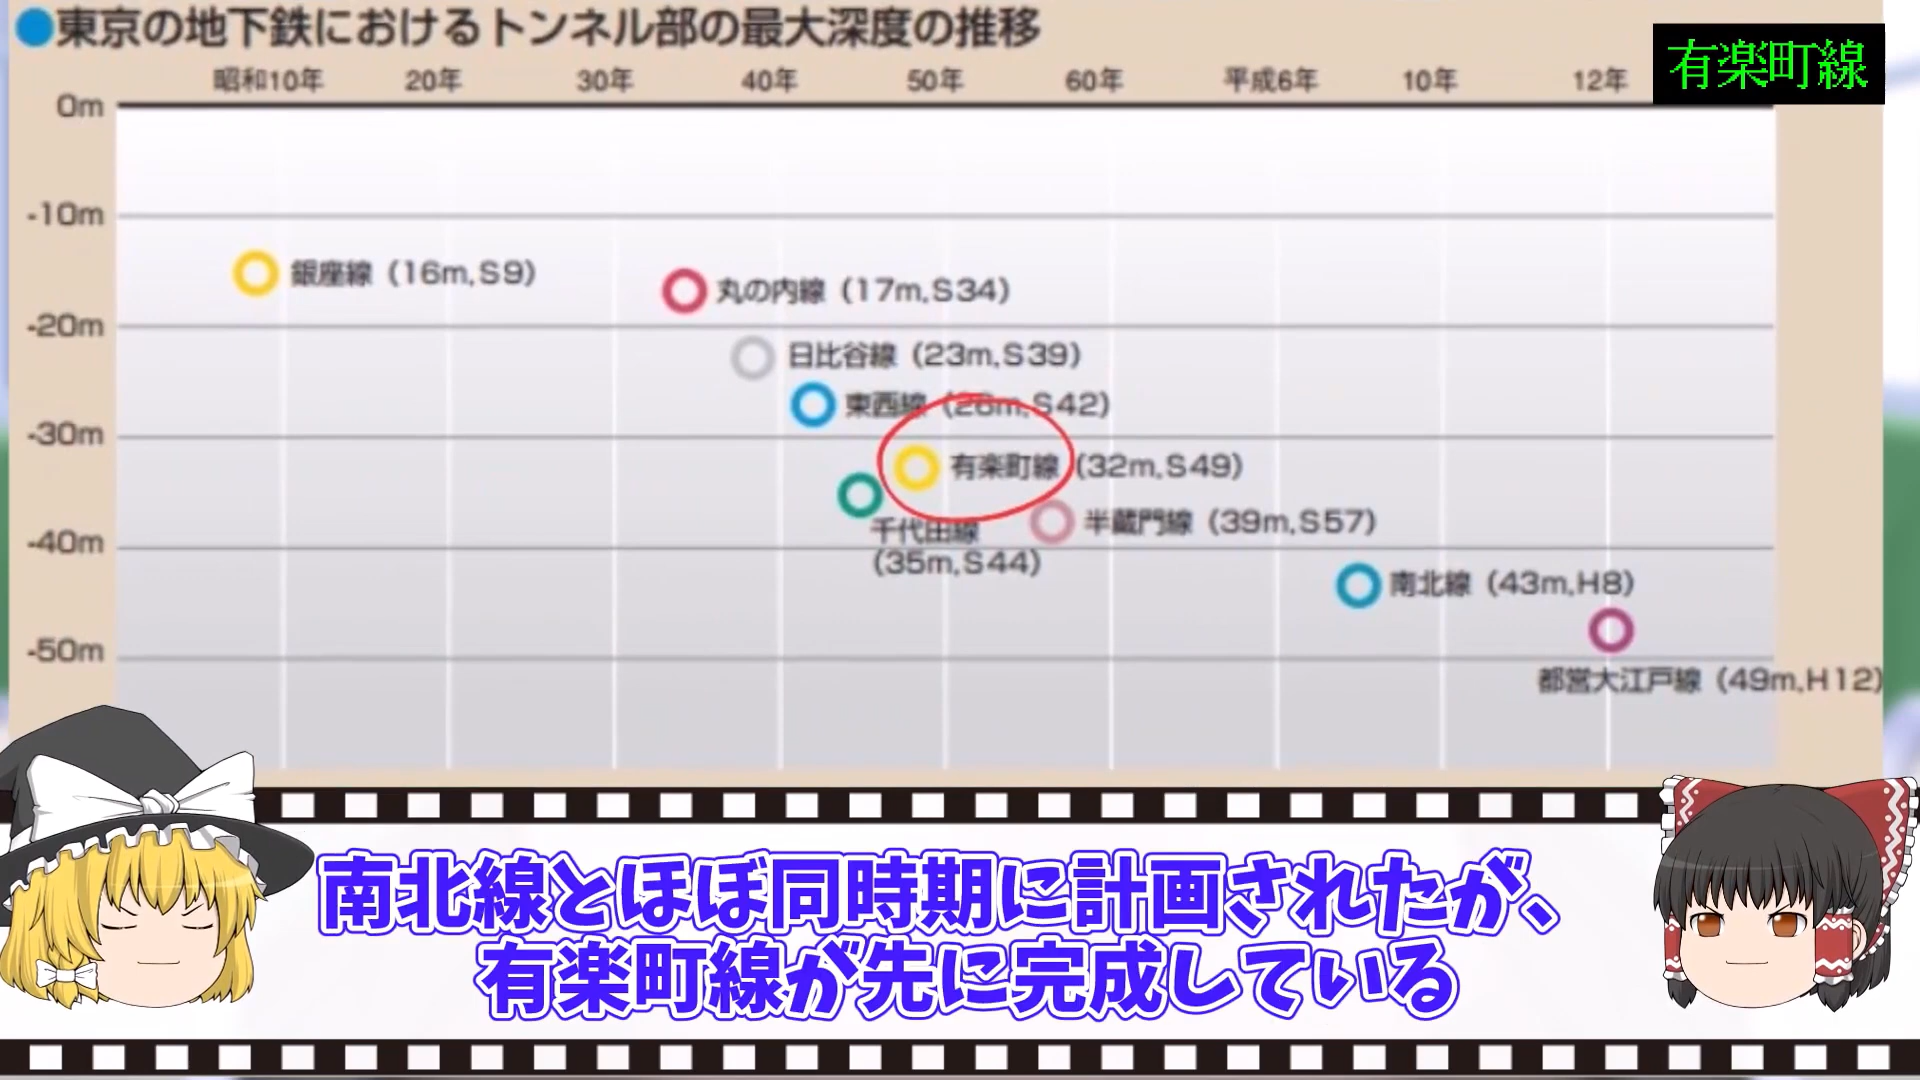 ●東京の地下鉄におけるトンネル部の最大深度の推移
有楽町線
昭和10年 20年 30年 40年 50年 60年 平成6年 10年 12年
0m
-10m
銀座線（16m,S9）
丸の内線（17m,S34）
-20m
日比谷線（23m,S39）
東西線（26m,S42）
-30m
有楽町線（32m,S49）
半蔵門線（39m,S57）
千代田線
（35m,S44）
-40m
南北線（43m,H8）
-50m
都営大江戸線（49m,H12）
南北線とほぼ同時期に計画されたが、
有楽町線が先に完成している